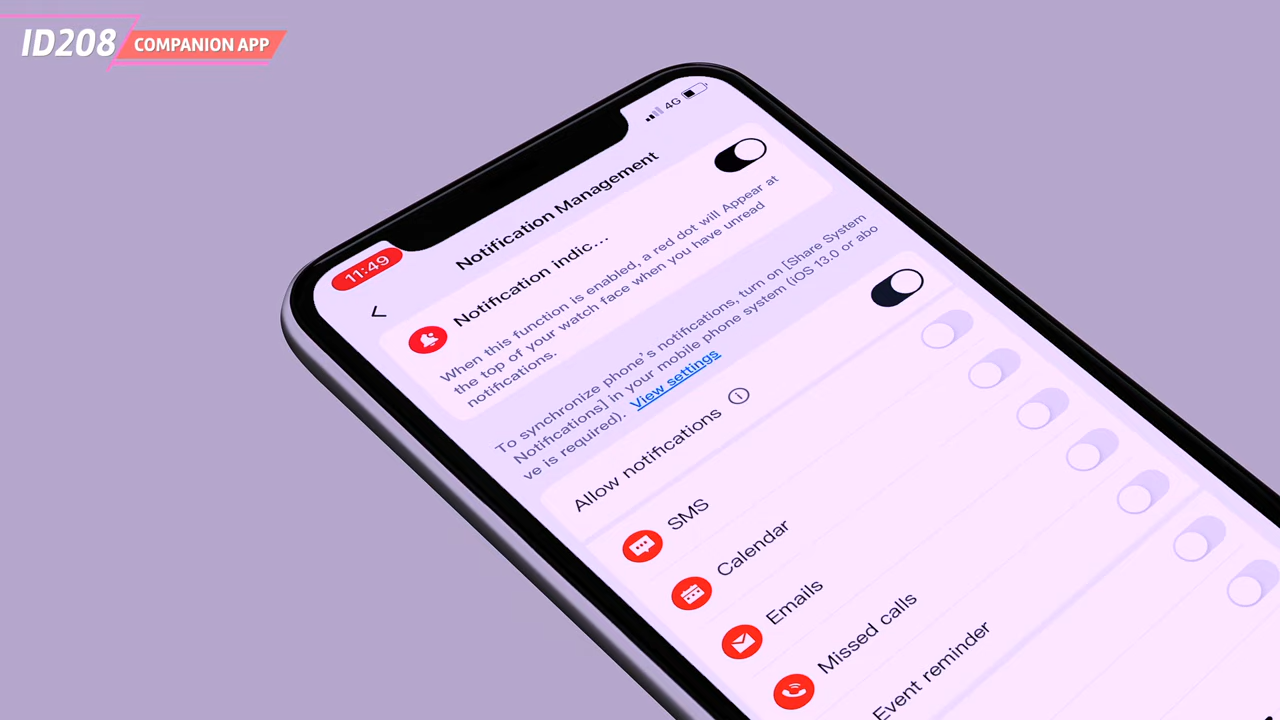 ID208
COMPANION APP
4G
11:49
Notification Management
Notification indic...
When this function is enabled, a red dot will Appear at
the top of your watch face when you have unread
notifications.
To synchronize phone's notifications, turn on [Share System
Notifications] in your mobile phone system (iOS 13.0 or abo
ve is required). View settings
Allow notifications
SMS
Calendar
Emails
Missed calls
Event reminder